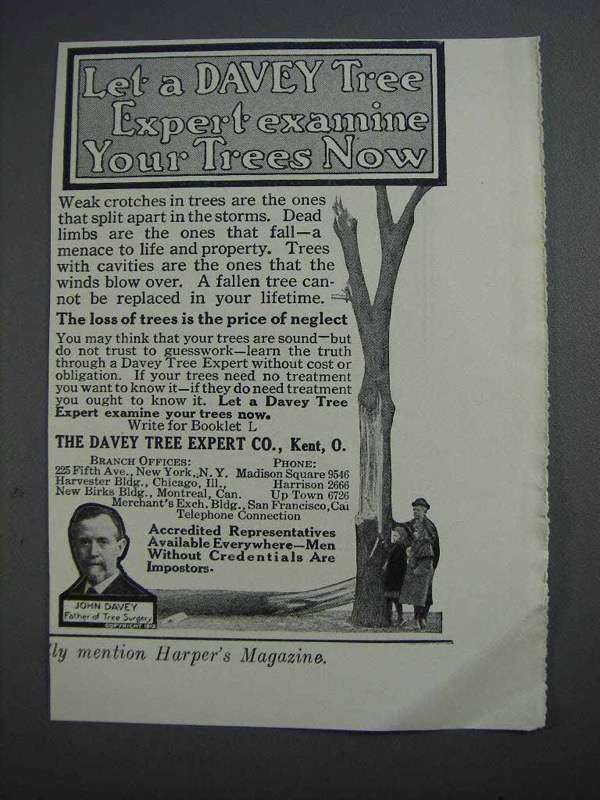 Let a DAVEY Tree
Expert examine
Your Trees Now
Weak crotches in trees are the ones
that split apart in the storms. Dead
limbs are the ones that fall—a
menace to life and property. Trees
with cavities are the ones that the
winds blow over. A fallen tree can-
not be replaced in your lifetime.
The loss of trees is the price of neglect
You may think that your trees are sound—but
do not trust to guesswork—learn the truth
through a Davey Tree Expert without cost or
obligation. If your trees need no treatment
you want to know it—if they do need treatment
you ought to know it. Let a Davey Tree
Expert examine your trees now.
Write for Booklet L
THE DAVEY TREE EXPERT CO., Kent, O.
BRANCH OFFICES: PHONE:
225 Fifth Ave., New York, N. Y. Madison Square 9546
Harvester Bldg., Chicago, Ill., Harrison 2666
New Birks Bldg., Montreal, Can. Up Town 6726
Merchant's Exch. Bldg., San Francisco, Cal
Telephone Connection
Accredited Representatives
Available Everywhere—Men
Without Credentials Are
Impostors.
JOHN DAVEY
Father of Tree Surgery
COPYRIGHT
ly mention Harper's Magazine.